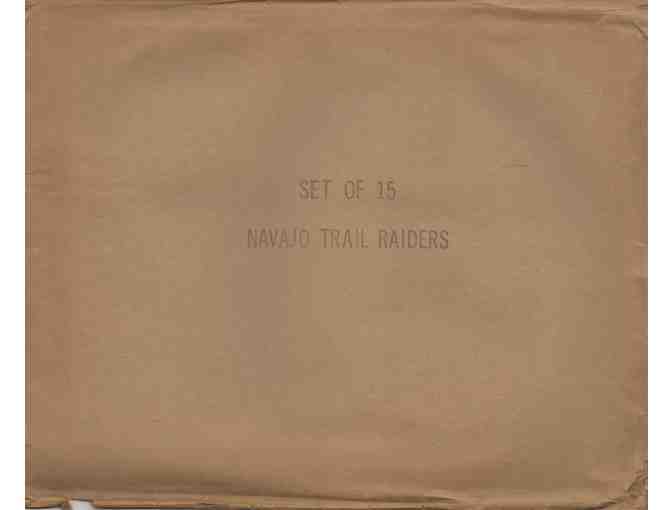 SET OF 15
NAVAJO TRAIL RAIDERS